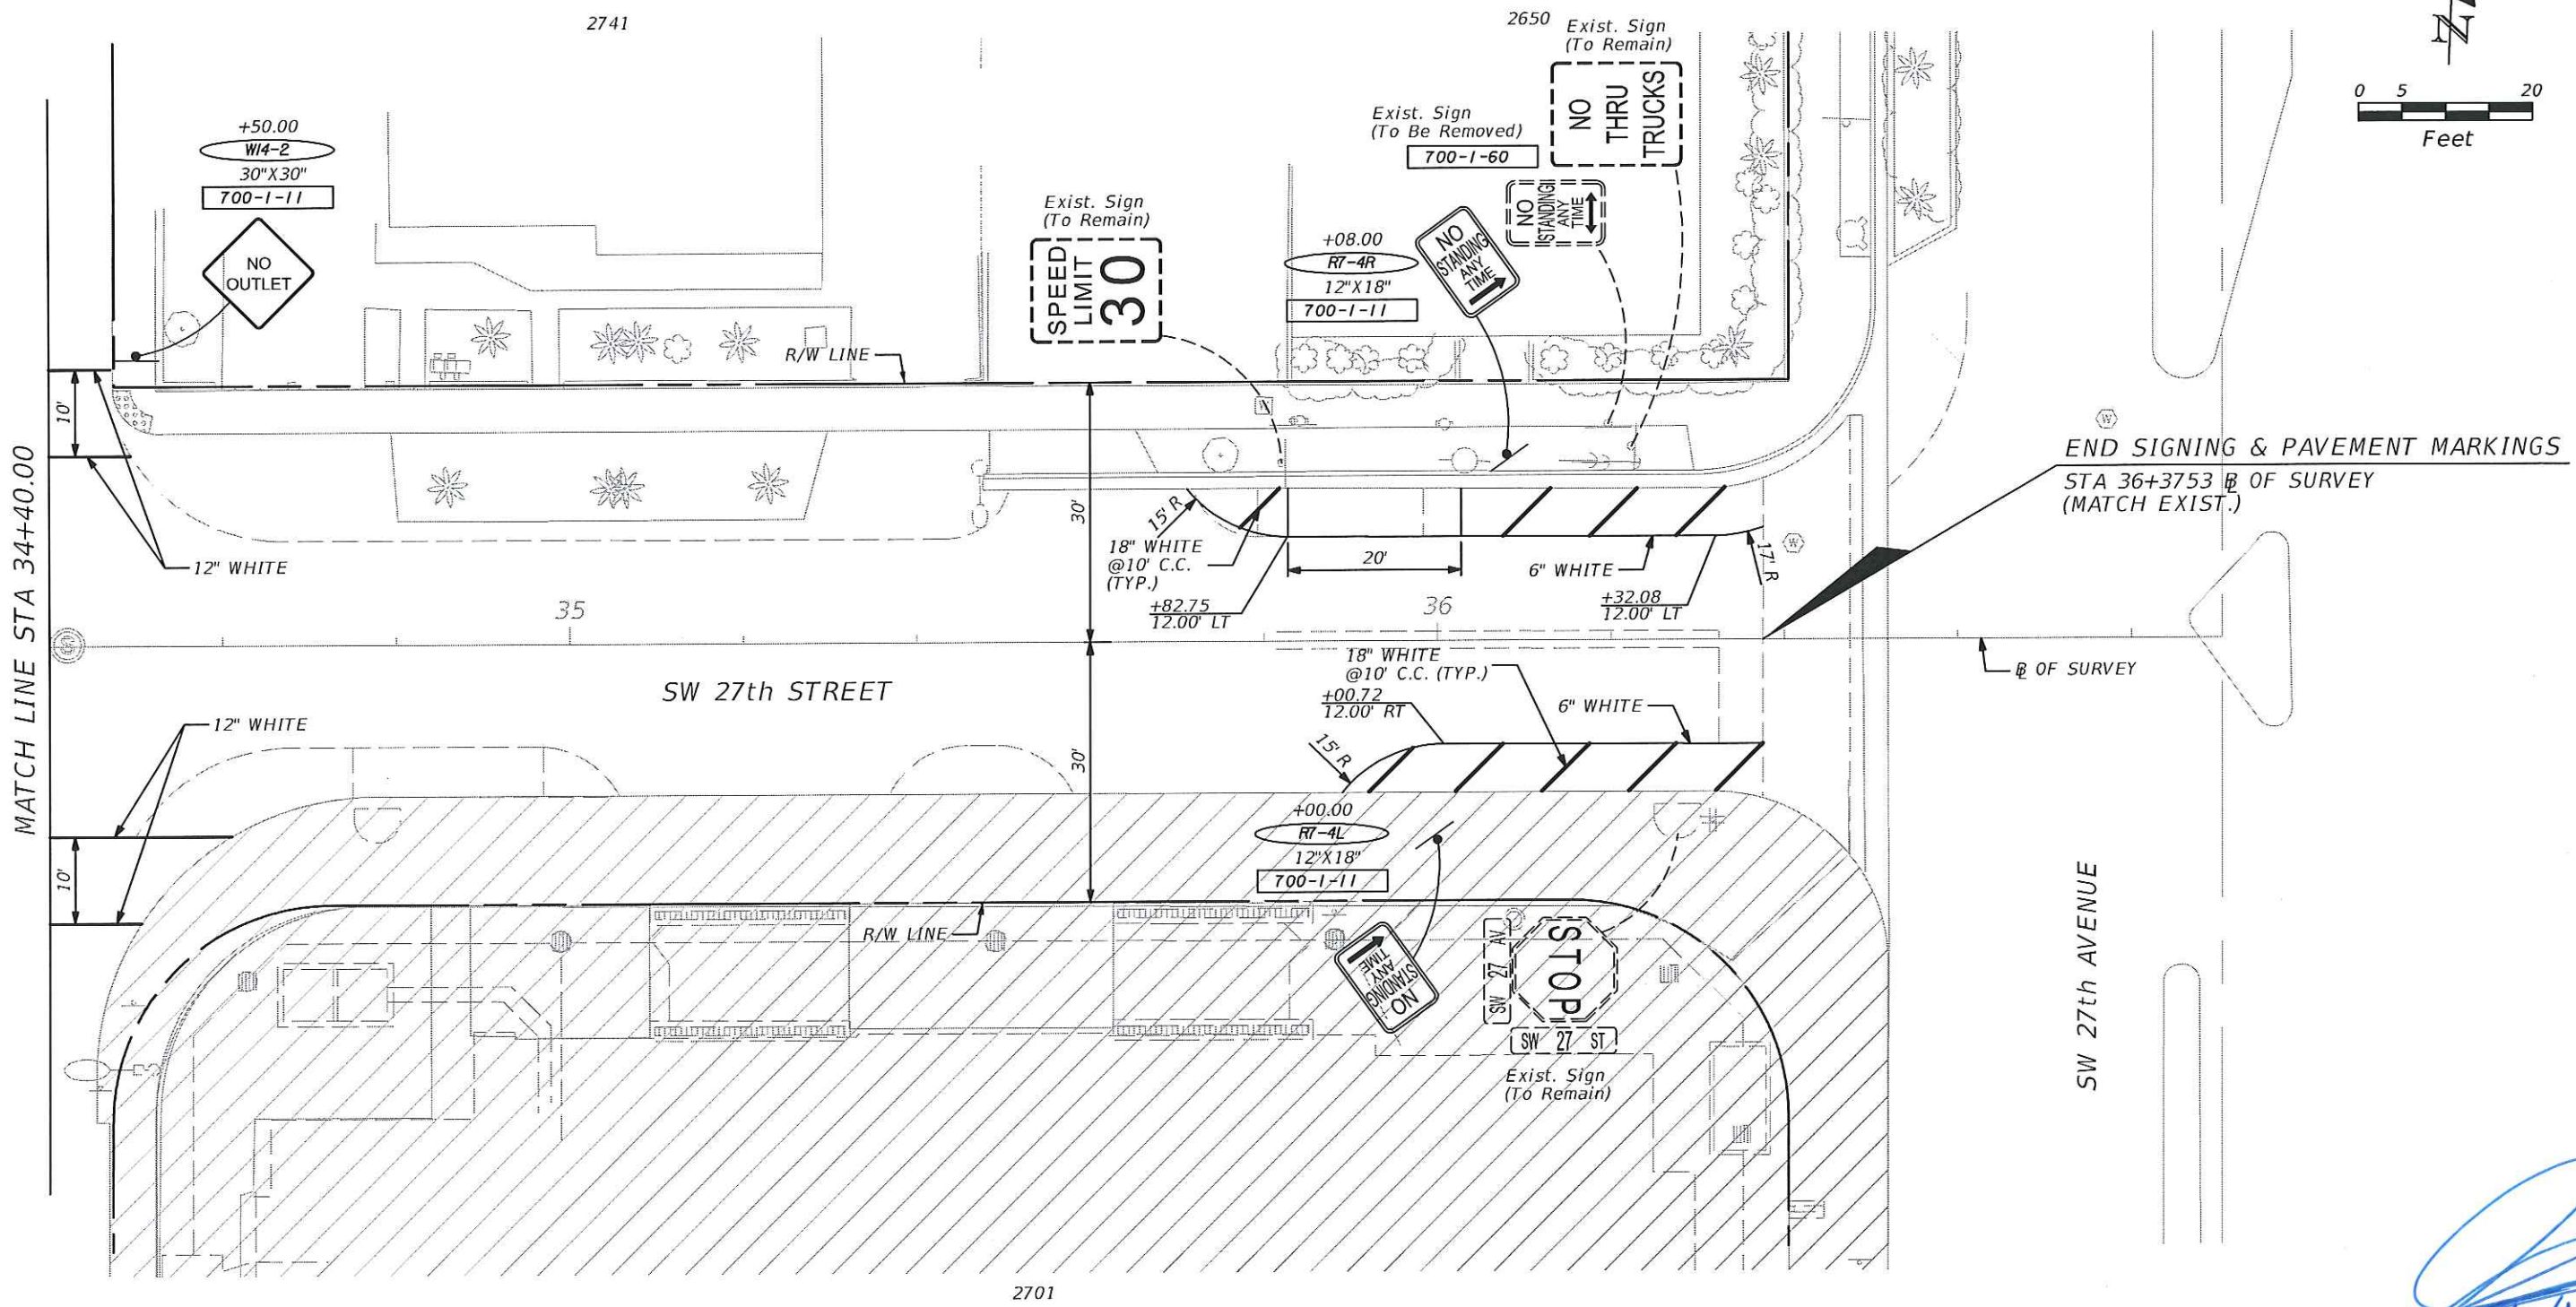 2741
2650
Exist. Sign
(To Remain)
NO
THRU
TRUCKS
N
0 5 20
Feet
+50.00
W14-2
30"X30"
700-1-11
NO
OUTLET
Exist. Sign
(To Be Removed)
700-1-60
NO
STANDING
ANY
TIME
Exist. Sign
(To Remain)
SPEED
LIMIT
30
+08.00
R7-4R
12"X18"
700-1-11
NO
STANDING
ANY
TIME
R/W LINE
10'
MATCH LINE STA 34+40.00
12" WHITE
30'
15' R
18" WHITE
@10' C.C.
(TYP.)
+82.75
12.00' LT
20'
6" WHITE
+32.08
12.00' LT
17' R
W
W
W
END SIGNING & PAVEMENT MARKINGS
STA 36+3753 BL OF SURVEY
(MATCH EXIST.)
35
36
S
BL OF SURVEY
SW 27th STREET
18" WHITE
@10' C.C. (TYP.)
+00.72
12.00' RT
6" WHITE
15' R
12" WHITE
10'
30'
+00.00
R7-4L
12"X18"
700-1-11
R/W LINE
NO
STANDING
ANY
TIME
SW 27 AV
STOP
SW 27 ST
Exist. Sign
(To Remain)
SW 27th AVENUE
2701